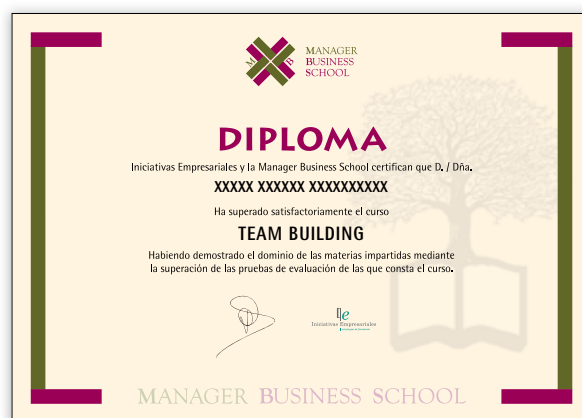 M B
MANAGER
BUSINESS
SCHOOL
DIPLOMA
Iniciativas Empresariales y la Manager Business School certifican que D. / Dña.
XXXXX XXXXXX XXXXXXXXXX
Ha superado satisfactoriamente el curso
TEAM BUILDING
Habiendo demostrado el dominio de las materias impartidas mediante
la superación de las pruebas de evaluación de las que consta el curso.
Ie
Iniciativas Empresariales
MANAGER BUSINESS SCHOOL